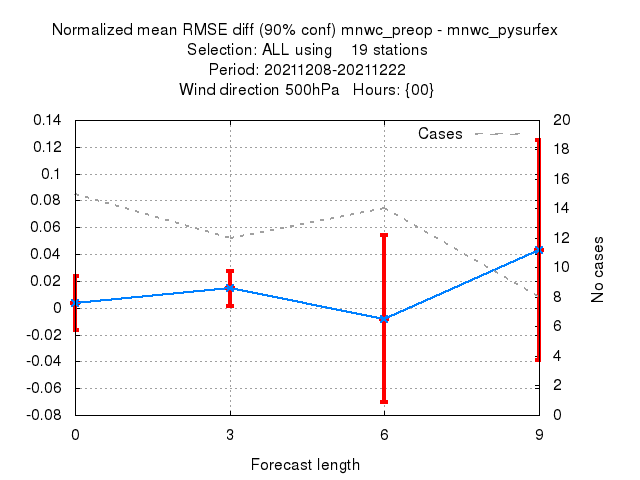 Normalized mean RMSE diff (90% conf) mnwc_preop - mnwc_pysurfex
Selection: ALL using 19 stations
Period: 20211208-20211222
Wind direction 500hPa Hours: {00}
Cases
0.14
0.12
0.1
0.08
0.06
0.04
0.02
0
-0.02
-0.04
-0.06
-0.08
20
18
16
14
12
10
8
6
4
2
0
No cases
0 3 6 9
Forecast length